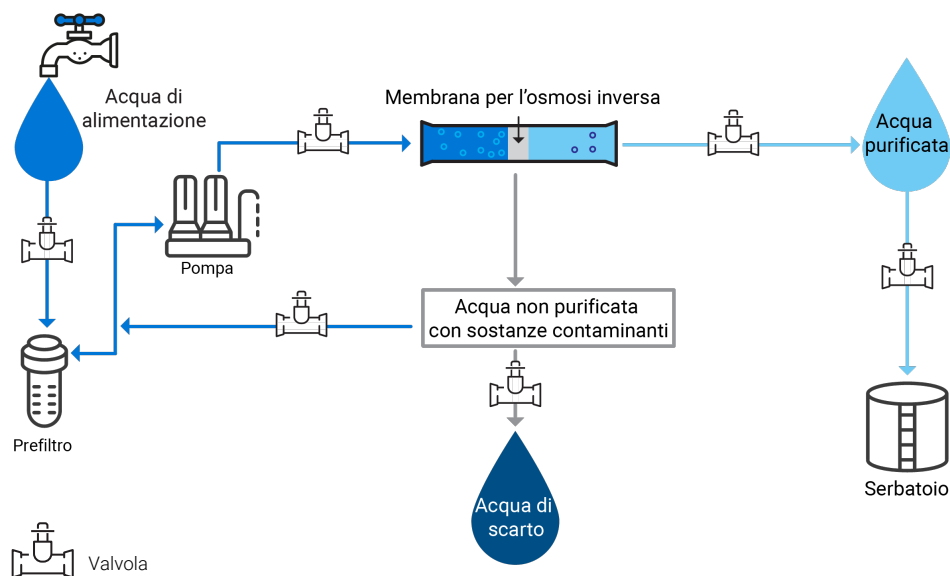 Acqua di
alimentazione
Membrana per l'osmosi inversa
Acqua
purificata
Pompa
Acqua non purificata
con sostanze contaminanti
Prefiltro
Serbatoio
Acqua di
scarto
Valvola